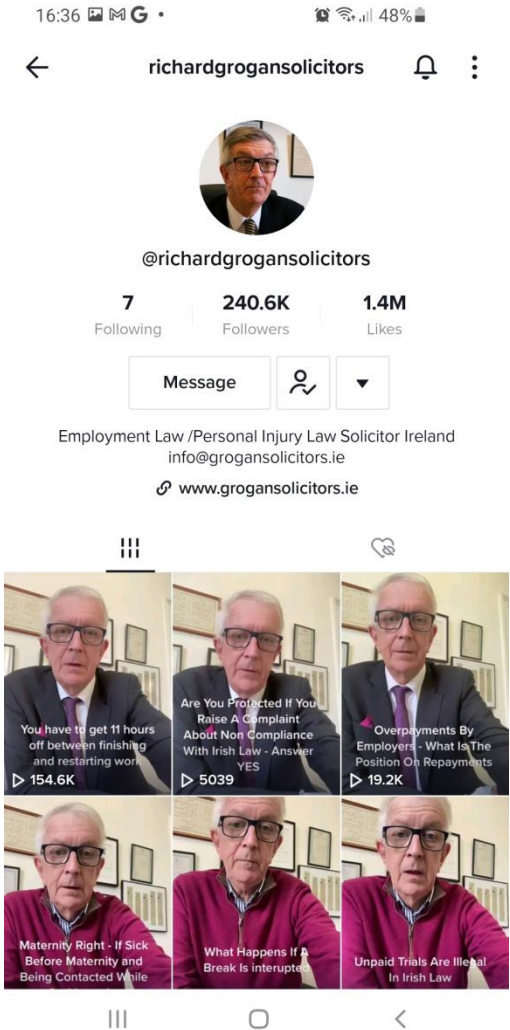 16:36 G • 48%
richardgrogansolicitors
@richardgrogansolicitors
7 240.6K 1.4M
Following Followers Likes
Message
Employment Law /Personal Injury Law Solicitor Ireland
info@grogansolicitors.ie
www.grogansolicitors.ie
You have to get 11 hours
off between finishing
and restarting work
154.6K
Are You Protected If You
Raise A Complaint
About Non Compliance
With Irish Law - Answer
YES
5039
Overpayments By
Employers - What Is The
Position On Repayments
19.2K
Maternity Right - If Sick
Before Maternity and
Being Contacted While
What Happens If A
Break Is interupted
Unpaid Trials Are Illegal
In Irish Law